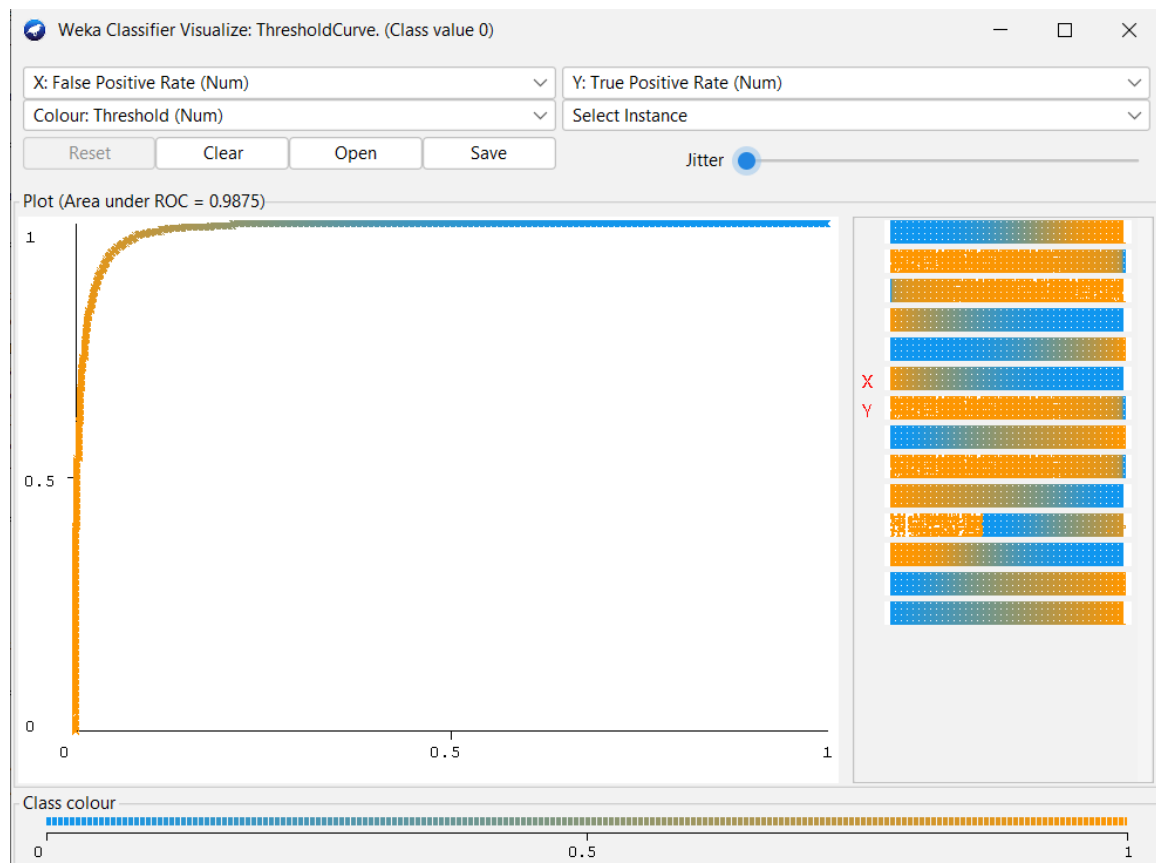 Weka Classifier Visualize: ThresholdCurve. (Class value 0)
X: False Positive Rate (Num) Y: True Positive Rate (Num)
Colour: Threshold (Num) Select Instance
Reset Clear Open Save Jitter
Plot (Area under ROC = 0.9875)
1
X
Y
0.5
0
0 0.5 1
Class colour
0 0.5 1